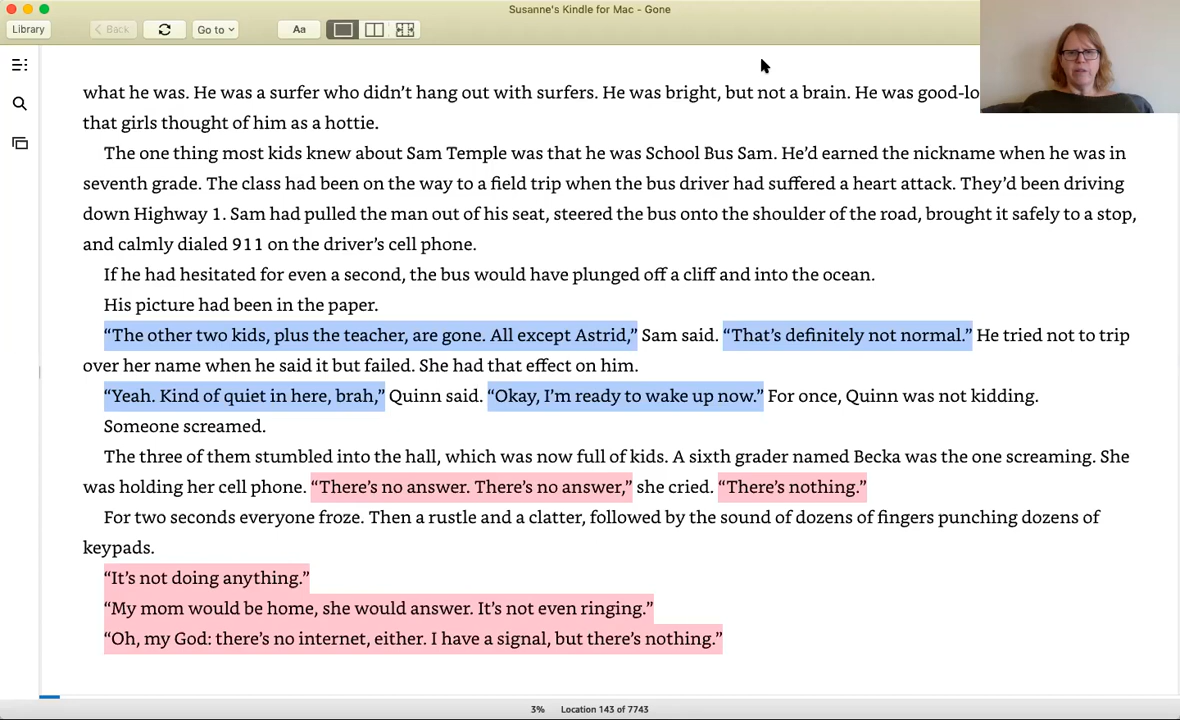 Susanne's Kindle for Mac - Gone
Library
Back
Go to
Aa
what he was. He was a surfer who didn't hang out with surfers. He was bright, but not a brain. He was good-lo
that girls thought of him as a hottie.
The one thing most kids knew about Sam Temple was that he was School Bus Sam. He'd earned the nickname when he was in
seventh grade. The class had been on the way to a field trip when the bus driver had suffered a heart attack. They'd been driving
down Highway 1. Sam had pulled the man out of his seat, steered the bus onto the shoulder of the road, brought it safely to a stop,
and calmly dialed 911 on the driver's cell phone.
If he had hesitated for even a second, the bus would have plunged off a cliff and into the ocean.
His picture had been in the paper.
“The other two kids, plus the teacher, are gone. All except Astrid,” Sam said. “That's definitely not normal.” He tried not to trip
over her name when he said it but failed. She had that effect on him.
“Yeah. Kind of quiet in here, brah,” Quinn said. “Okay, I'm ready to wake up now.” For once, Quinn was not kidding.
Someone screamed.
The three of them stumbled into the hall, which was now full of kids. A sixth grader named Becka was the one screaming. She
was holding her cell phone. “There's no answer. There's no answer,” she cried. “There's nothing.”
For two seconds everyone froze. Then a rustle and a clatter, followed by the sound of dozens of fingers punching dozens of
keypads.
“It's not doing anything.”
“My mom would be home, she would answer. It's not even ringing.”
“Oh, my God: there's no internet, either. I have a signal, but there's nothing.”
3% Location 143 of 7743